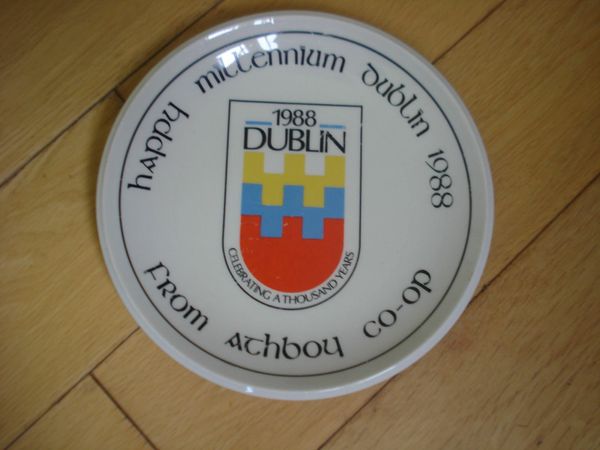 happy millennium dublin 1988
1988
DUBLIN
CELEBRATING A THOUSAND YEARS
from athboy co-op